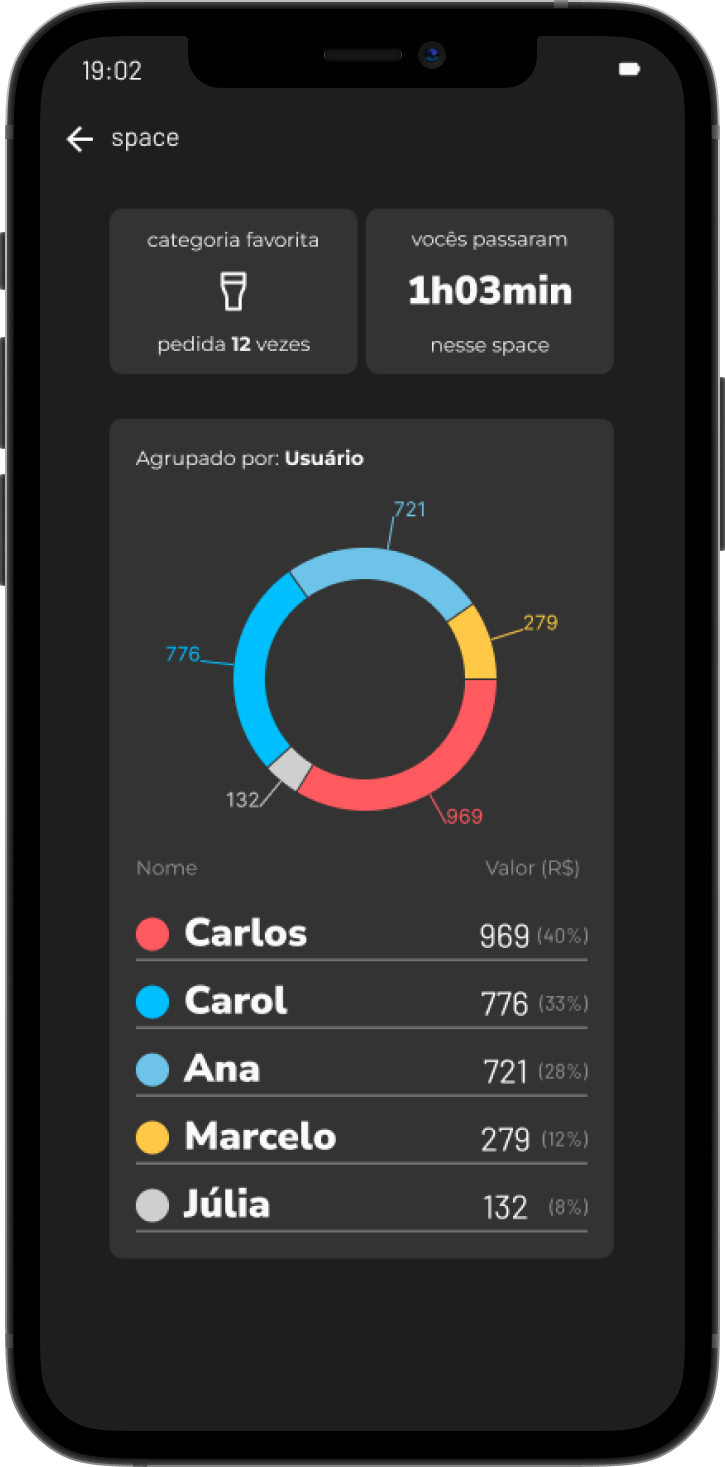 19:02
space
categoria favorita
pedida 12 vezes
vocês passaram
1h03min
nesse space
Agrupado por: Usuário
721
279
776
132
969
Nome Valor (R$)
Carlos 969 (40%)
Carol 776 (33%)
Ana 721 (28%)
Marcelo 279 (12%)
Júlia 132 (8%)